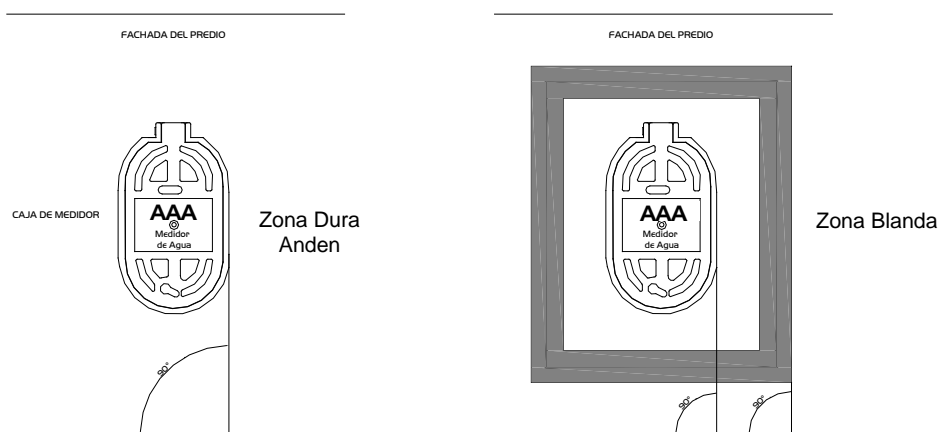 FACHADA DEL PREDIO
CAJA DE MEDIDOR
AAA
Medidor
de Agua
Zona Dura
Anden
90°
FACHADA DEL PREDIO
AAA
Medidor
de Agua
Zona Blanda
90°
90°